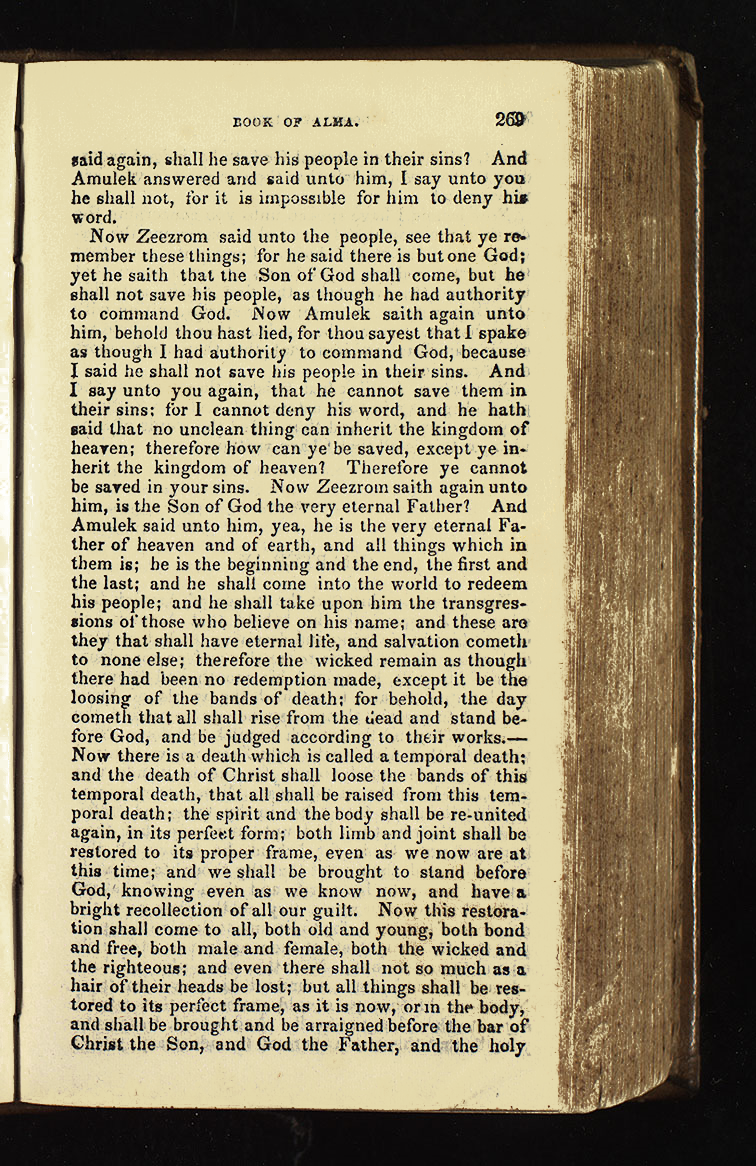 BOOK OF ALMA. 269
said again, shall he save his people in their sins? And
Amulek answered and said unto him, I say unto you
he shall not, for it is impossible for him to deny his
word.
Now Zeezrom said unto the people, see that ye re-
member these things; for he said there is but one God;
yet he saith that the Son of God shall come, but he
shall not save his people, as though he had authority
to command God. Now Amulek saith again unto
him, behold thou hast lied, for thou sayest that I spake
as though I had authority to command God, because
I said he shall not save his people in their sins. And
I say unto you again, that he cannot save them in
their sins: for I cannot deny his word, and he hath
said that no unclean thing can inherit the kingdom of
heaven; therefore how can ye be saved, except ye in-
herit the kingdom of heaven? Therefore ye cannot
be saved in your sins. Now Zeezrom saith again unto
him, is the Son of God the very eternal Father? And
Amulek said unto him, yea, he is the very eternal Fa-
ther of heaven and of earth, and all things which in
them is; he is the beginning and the end, the first and
the last; and he shall come into the world to redeem
his people; and he shall take upon him the transgres-
sions of those who believe on his name; and these are
they that shall have eternal life, and salvation cometh
to none else; therefore the wicked remain as though
there had been no redemption made, except it be the
loosing of the bands of death; for behold, the day
cometh that all shall rise from the dead and stand be-
fore God, and be judged according to their works.—
Now there is a death which is called a temporal death;
and the death of Christ shall loose the bands of this
temporal death, that all shall be raised from this tem-
poral death; the spirit and the body shall be re-united
again, in its perfect form; both limb and joint shall be
restored to its proper frame, even as we now are at
this time; and we shall be brought to stand before
God, knowing even as we know now, and have a
bright recollection of all our guilt. Now this restora-
tion shall come to all, both old and young, both bond
and free, both male and female, both the wicked and
the righteous; and even there shall not so much as a
hair of their heads be lost; but all things shall be res-
tored to its perfect frame, as it is now, or in the body,
and shall be brought and be arraigned before the bar of
Christ the Son, and God the Father, and the holy